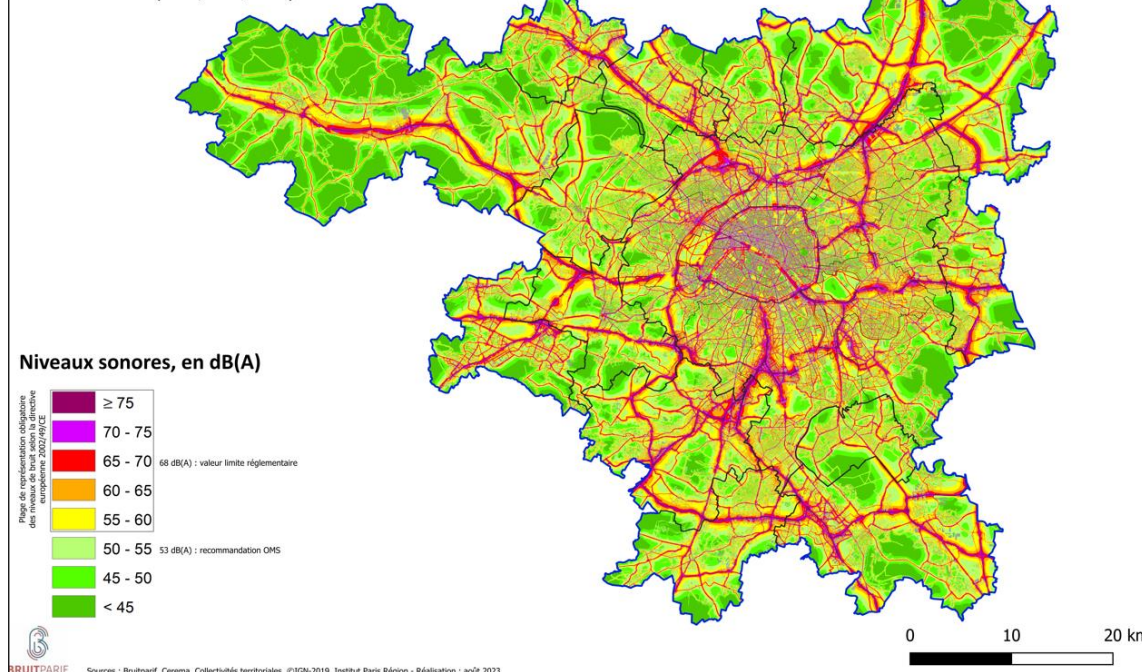 Niveaux sonores, en dB(A)
Plage de représentation obligatoire
des niveaux de bruit selon la directive
européenne 2002/49/CE
≥ 75
70 - 75
65 - 70 68 dB(A) : valeur limite réglementaire
60 - 65
55 - 60
50 - 55 53 dB(A) : recommandation OMS
45 - 50
< 45
0 10 20 km
BRUITPARIF
Sources : Bruitparif, Cerema, Collectivités territoriales, ©IGN-2019, Institut Paris Région - Réalisation : août 2023